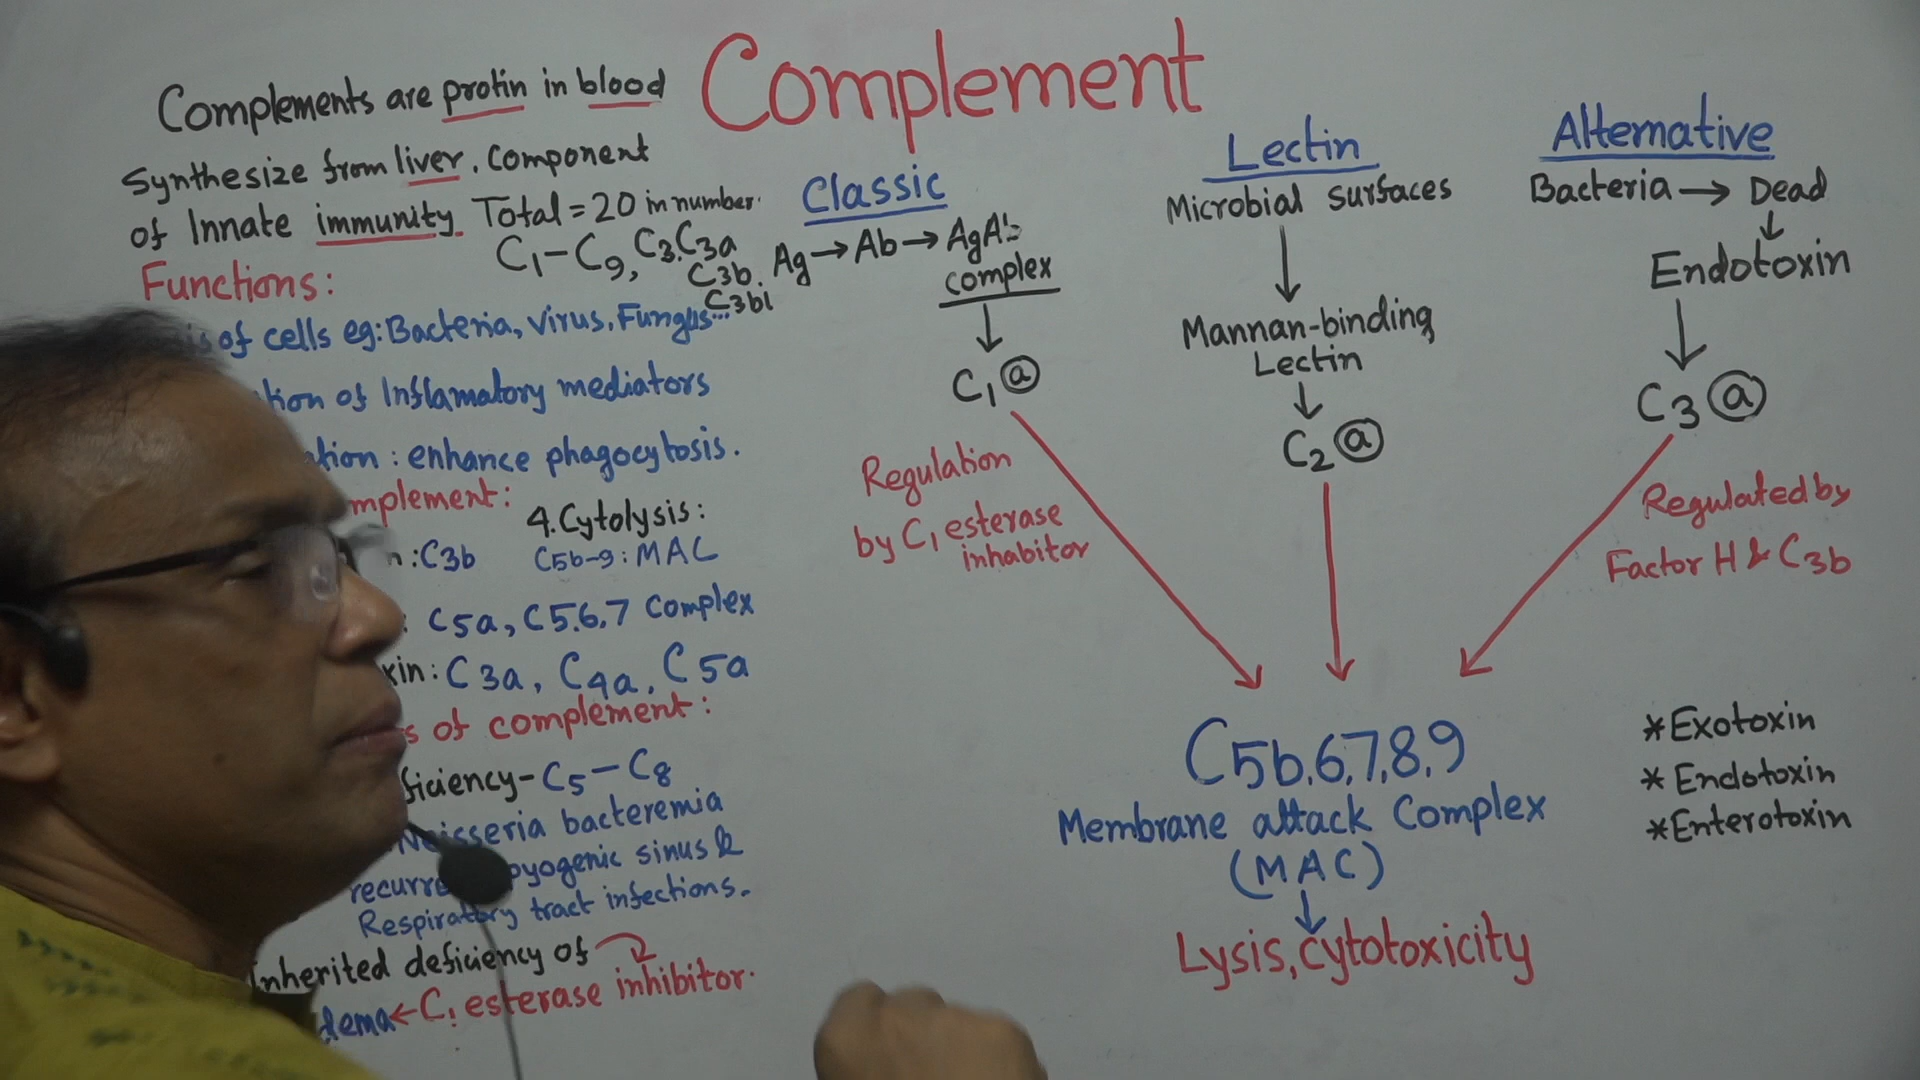 Complement
Complements are protin in blood
Synthesize from liver. Component
of Innate immunity. Total = 20 in number.
C1 - C9, C3. C3a
C3b.
C3bi
Functions:
of cells eg: Bacteria, virus, Fungus...
of Inflamatory mediators
: enhance phagocytosis.
4. Cytolysis:
C5b-9: MAC
: C3b
: C5a, C5.6.7 Complex
: C3a, C4a, C5a
of complement:
C5 - C8
Neisseria bacteremia
pyogenic sinus &
Respiratory tract infections.
Inherited deficiency of
← C1 esterase inhibitor.
Classic
Ag → Ab → AgAb
complex
↓
C1 ⓐ
Regulation
by C1 esterase
inhabitor
Lectin
Microbial surfaces
↓
Mannan-binding
Lectin
↓
C2 ⓐ
Alternative
Bacteria → Dead
↓
Endotoxin
↓
C3 ⓐ
Regulated by
Factor H & C3b
C5b,6,7,8,9
Membrane attack Complex
(MAC)
↓
Lysis, cytotoxicity
* Exotoxin
* Endotoxin
* Enterotoxin